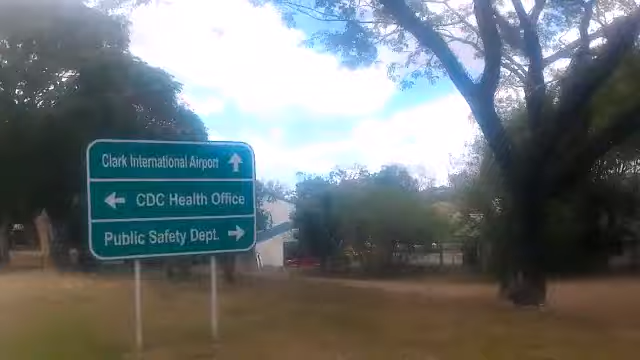 Clark International Airport
CDC Health Office
Public Safety Dept.